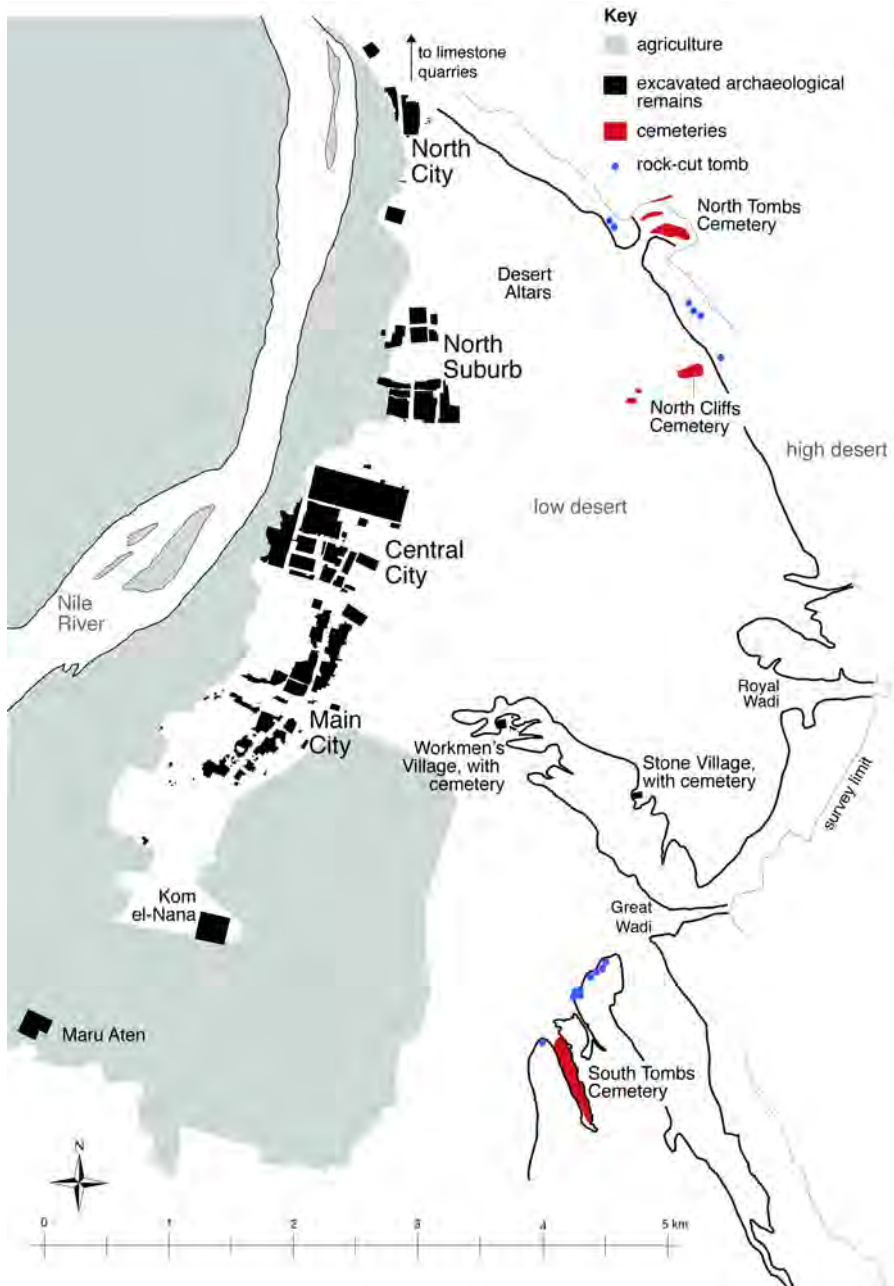 Key
agriculture
excavated archaeological
remains
cemeteries
rock-cut tomb
to limestone
quarries
North
City
North Tombs
Cemetery
Desert
Altars
North
Suburb
North Cliffs
Cemetery
high desert
low desert
Central
City
Nile
River
Royal
Wadi
Main
City
Workmen's
Village, with
cemetery
Stone Village,
with cemetery
survey limit
Kom
el-Nana
Great
Wadi
Maru Aten
South Tombs
Cemetery
N
0 1 2 3 4 5 km